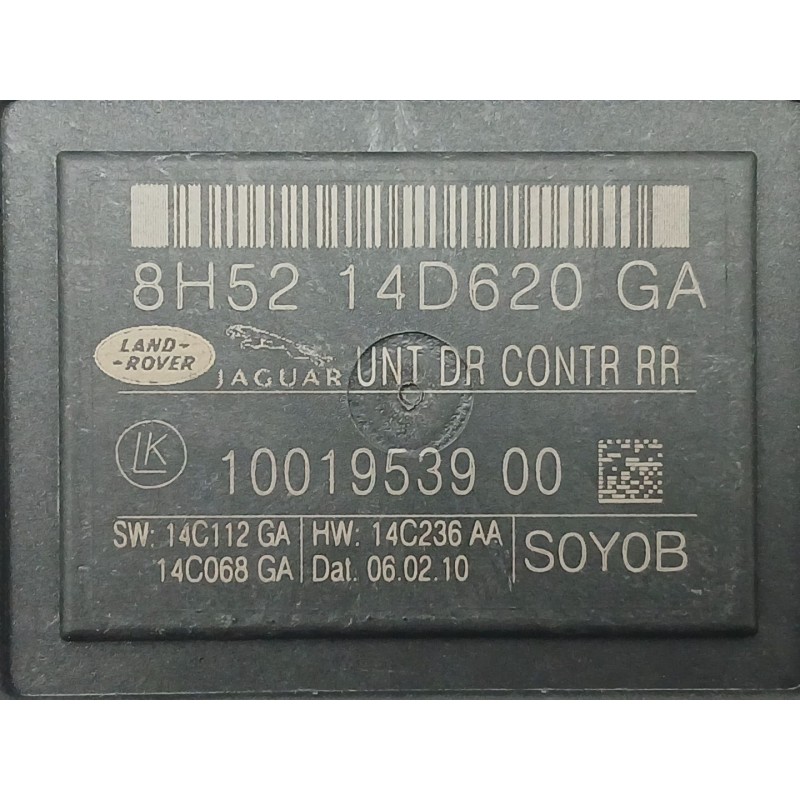 8H52 14D620 GA
LAND-
-ROVER
JAGUAR UNT DR CONTR RR
LK 10019539 00
SW: 14C112 GA HW: 14C236 AA
14C068 GA Dat. 06.02.10
SOYOB